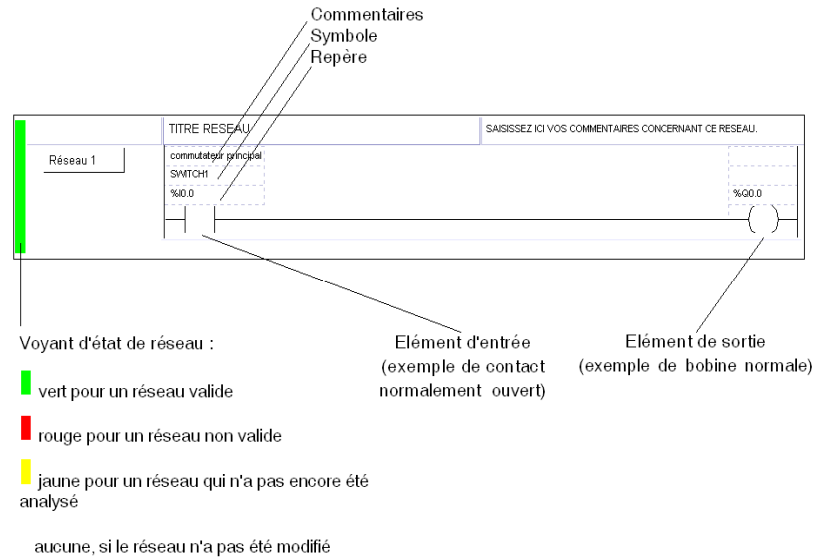 Commentaires
Symbole
Repère
TITRE RESEAU
SAISISSEZ ICI VOS COMMENTAIRES CONCERNANT CE RESEAU.
Réseau 1
commutateur principal
SWITCH1
%I0.0
%Q0.0
Voyant d'état de réseau :
vert pour un réseau valide
rouge pour un réseau non valide
jaune pour un réseau qui n'a pas encore été
analysé
aucune, si le réseau n'a pas été modifié
Elément d'entrée
(exemple de contact
normalement ouvert)
Elément de sortie
(exemple de bobine normale)